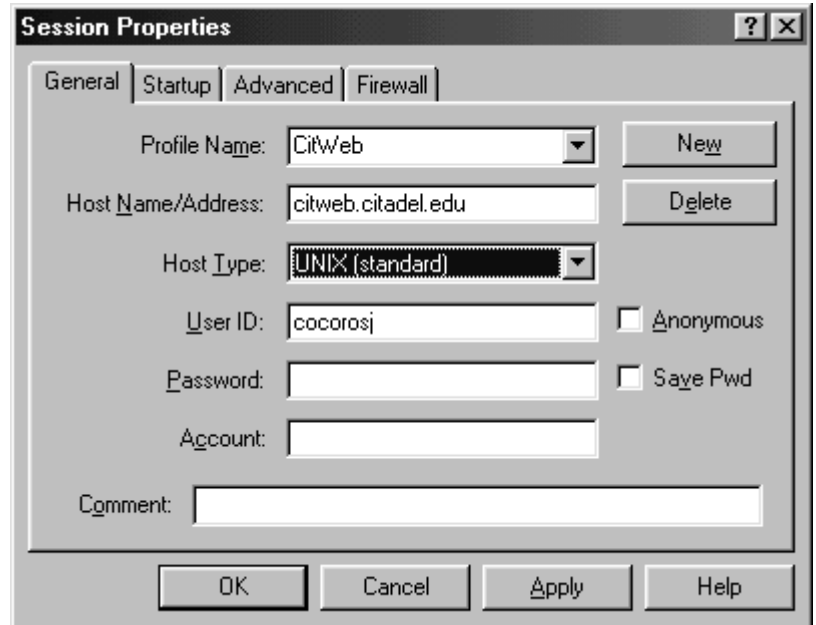 Session Properties
General Startup Advanced Firewall
Profile Name: CitWeb New
Host Name/Address: citweb.citadel.edu Delete
Host Type: UNIX (standard)
User ID: cocorosj Anonymous
Password: Save Pwd
Account:
Comment:
OK Cancel Apply Help